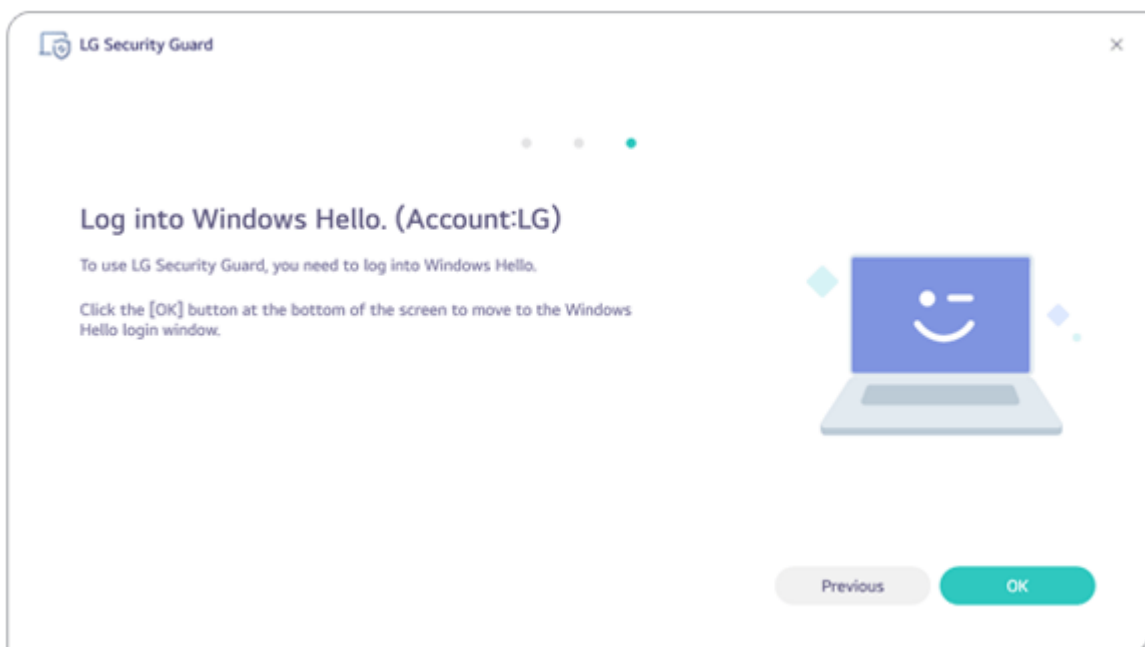 LG Security Guard
Log into Windows Hello. (Account:LG)
To use LG Security Guard, you need to log into Windows Hello.
Click the [OK] button at the bottom of the screen to move to the Windows
Hello login window.
Previous
OK